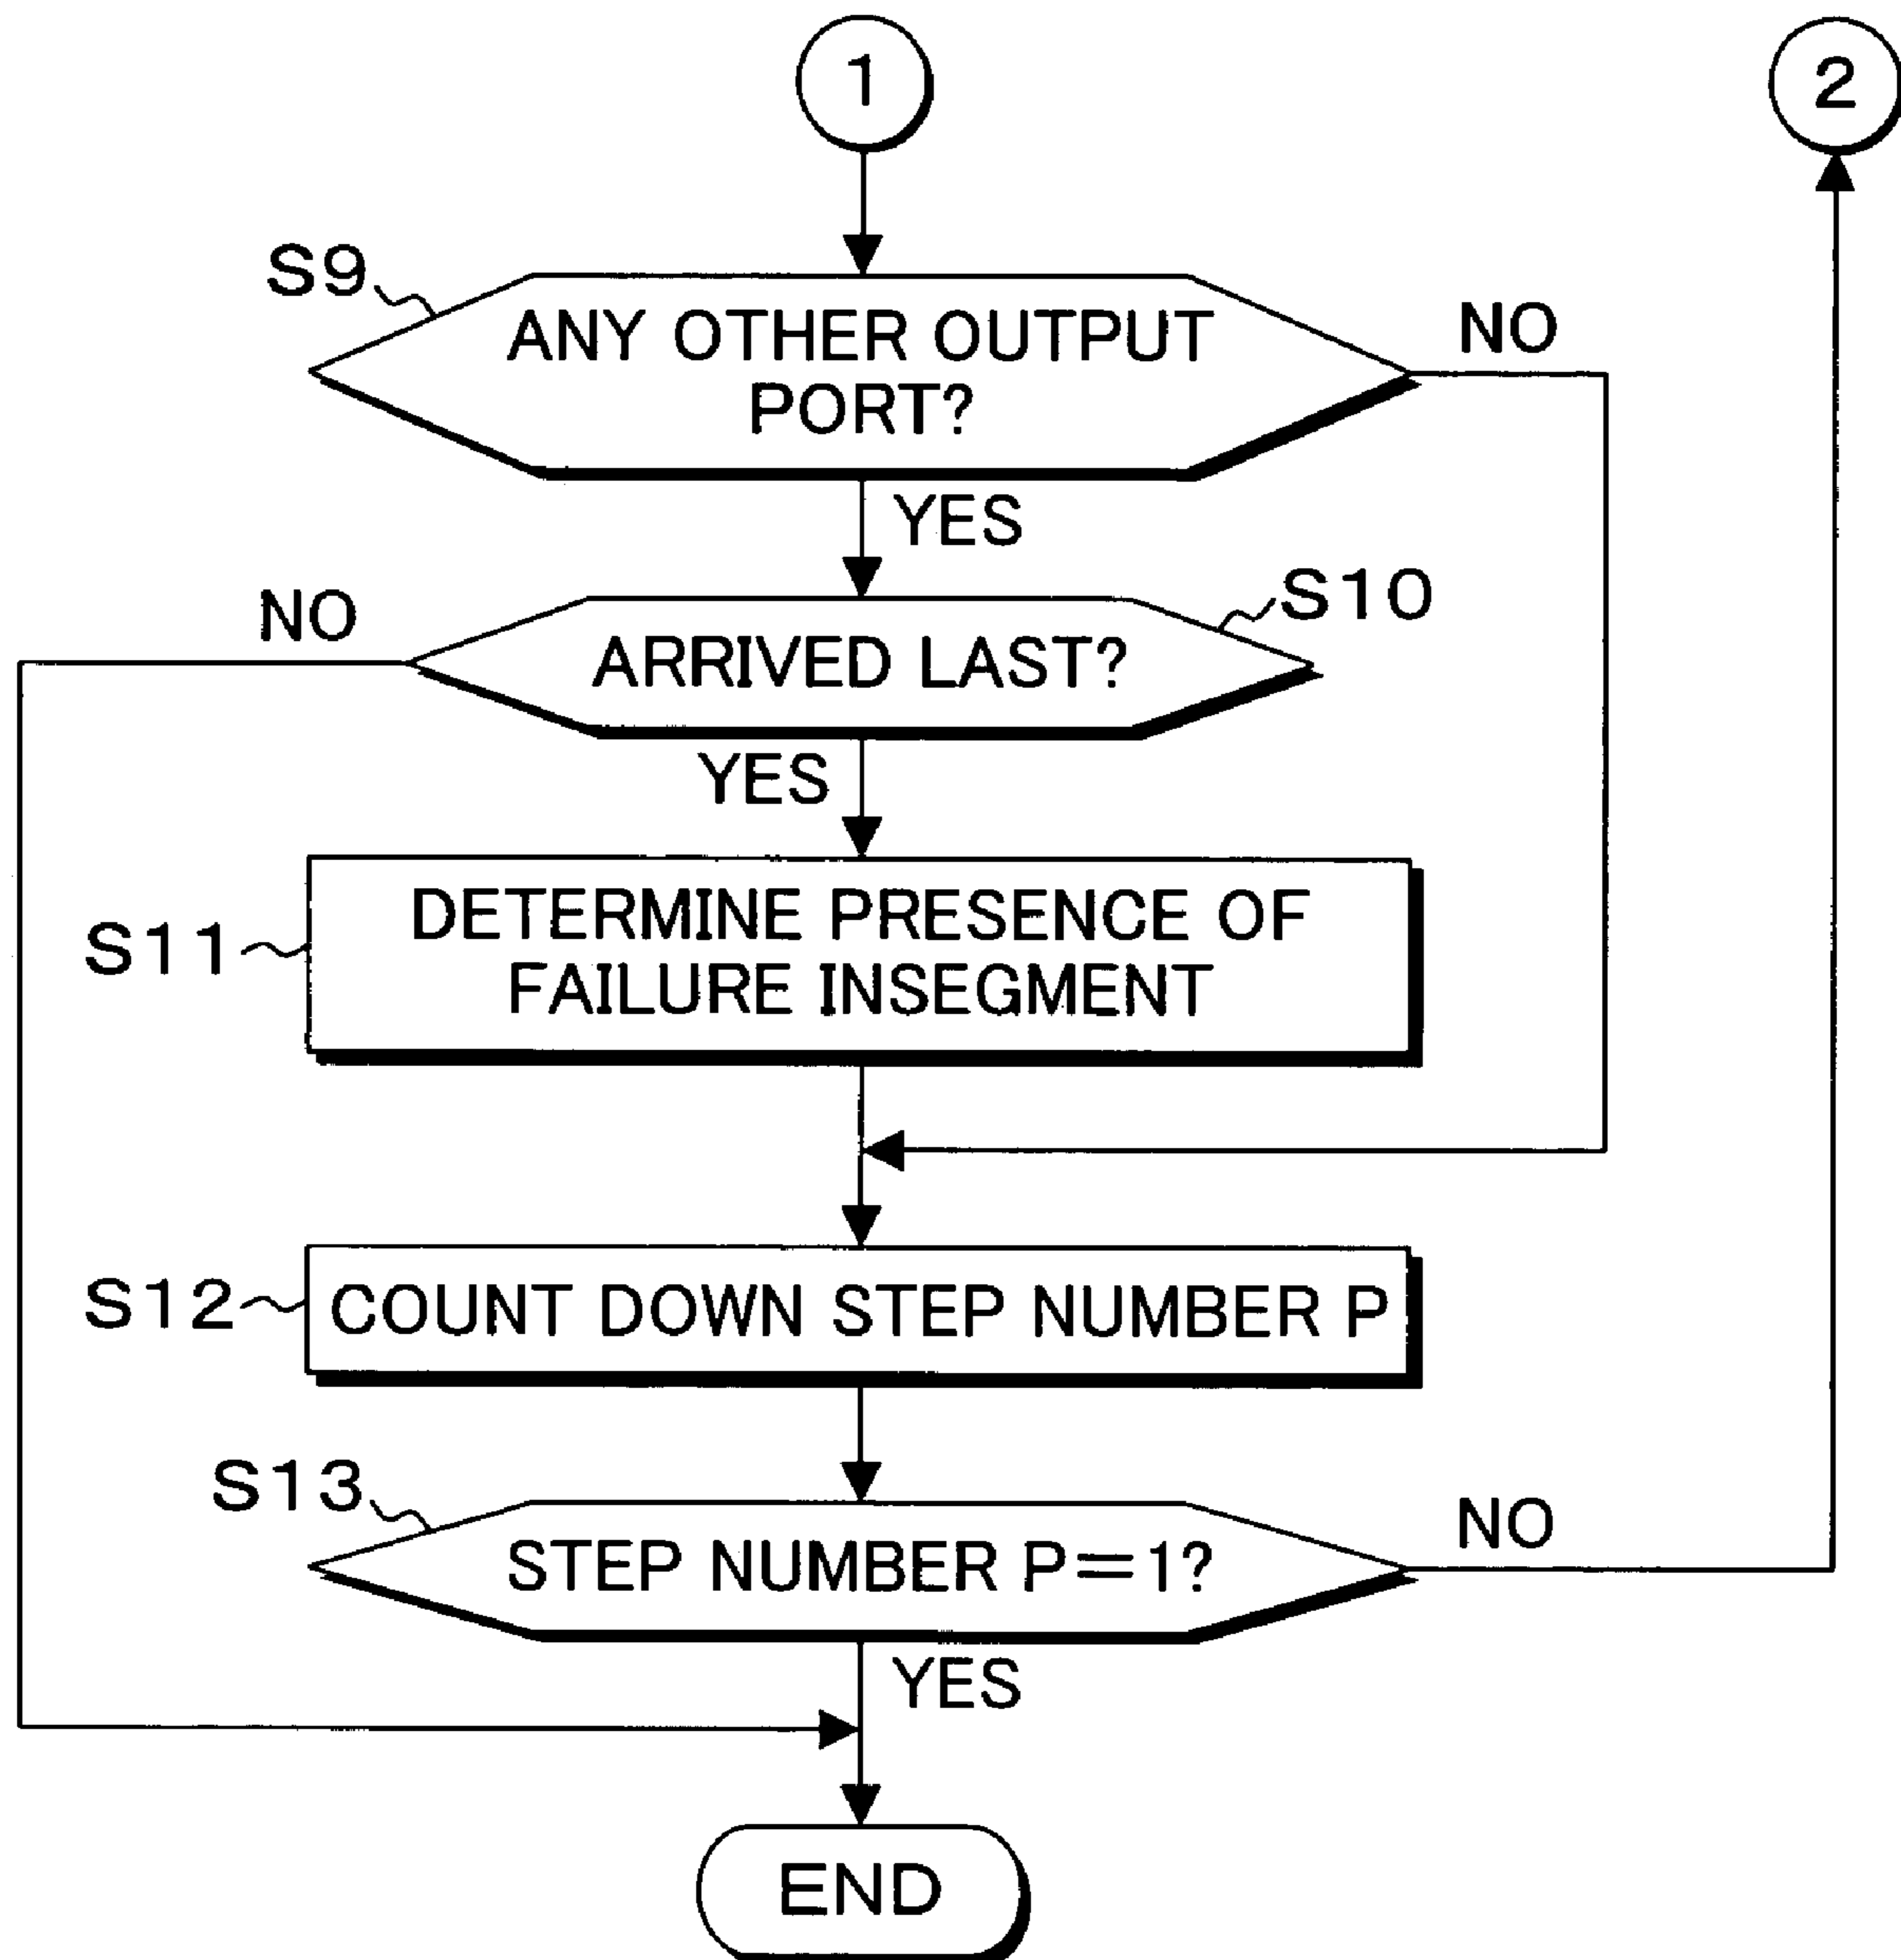 1
2
S9
ANY OTHER OUTPUT
PORT?
NO
YES
NO
S10
ARRIVED LAST?
YES
S11
DETERMINE PRESENCE OF
FAILURE INSEGMENT
S12
COUNT DOWN STEP NUMBER P
S13
STEP NUMBER P=1?
NO
YES
END